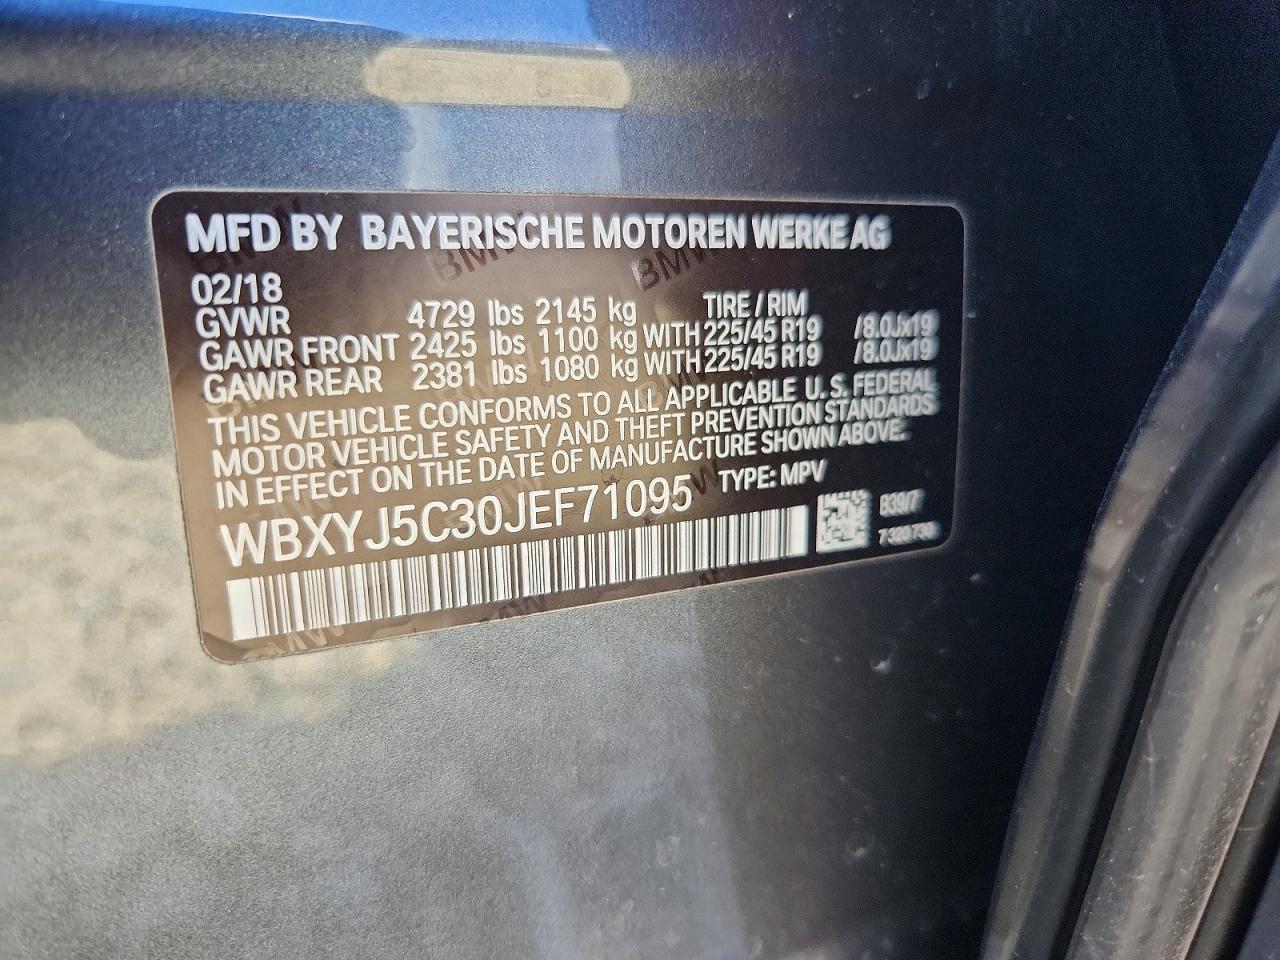 MFD BY BAYERISCHE MOTOREN WERKE AG
02/18
GVWR 4729 lbs 2145 kg TIRE / RIM
GAWR FRONT 2425 lbs 1100 kg WITH 225/45 R19 /8.0Jx19
GAWR REAR 2381 lbs 1080 kg WITH 225/45 R19 /8.0Jx19
THIS VEHICLE CONFORMS TO ALL APPLICABLE U.S. FEDERAL
MOTOR VEHICLE SAFETY AND THEFT PREVENTION STANDARDS
IN EFFECT ON THE DATE OF MANUFACTURE SHOWN ABOVE.
WBXYJ5C30JEF71095 TYPE: MPV